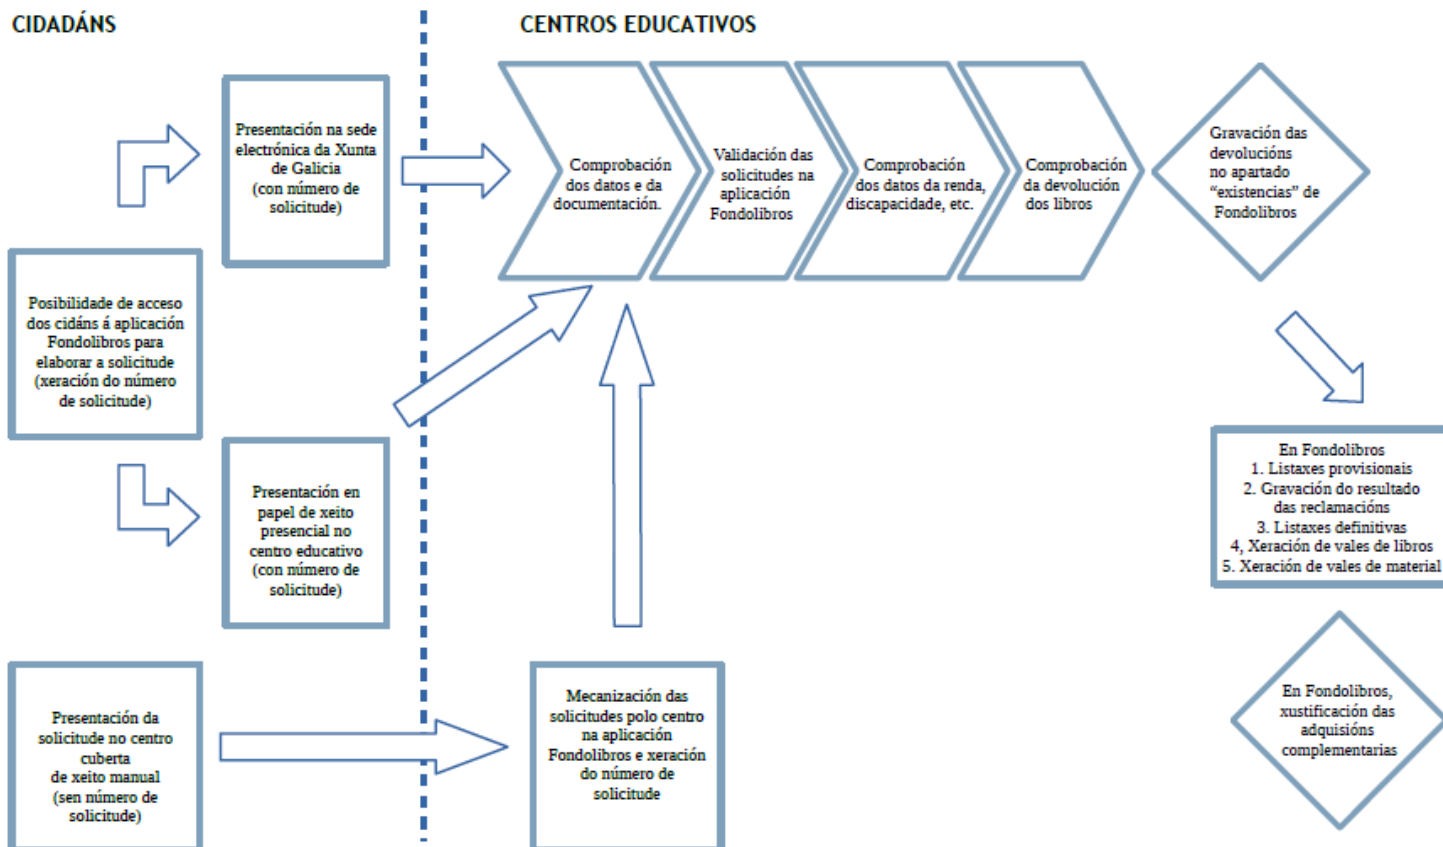 CIDADÁNS
CENTROS EDUCATIVOS
Presentación na sede
electrónica da Xunta
de Galicia
(con número de
solicitude)
Comprobación
dos datos e da
documentación.
Validación das
solicitudes na
aplicación
Fondolibros
Comprobación
dos datos da renda,
discapacidade, etc.
Comprobación
da devolución
dos libros
Gravación das
devolucións
no apartado
“existencias” de
Fondolibros
Posibilidade de acceso
dos cidáns á aplicación
Fondolibros para
elaborar a solicitude
(xeración do número
de solicitude)
Presentación en
papel de xeito
presencial no
centro educativo
(con número de
solicitude)
En Fondolibros
1. Listaxes provisionais
2. Gravación do resultado
das reclamacións
3. Listaxes definitivas
4, Xeración de vales de libros
5. Xeración de vales de material
Presentación da
solicitude no centro
cuberta
de xeito manual
(sen número de
solicitude)
Mecanización das
solicitudes polo centro
na aplicación
Fondolibros e xeración
do número de
solicitude
En Fondolibros,
xustificación das
adquisións
complementarias